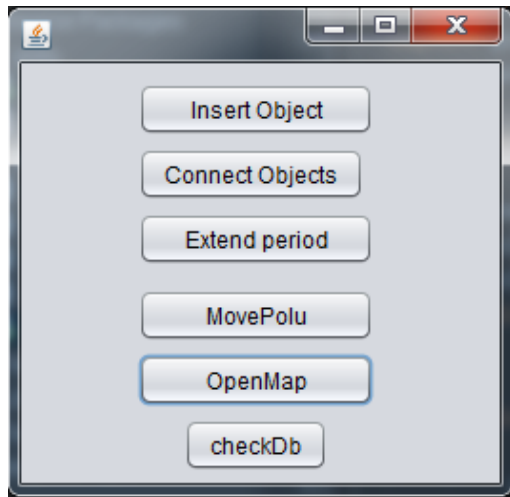 Insert Object
Connect Objects
Extend period
MovePolu
OpenMap
checkDb